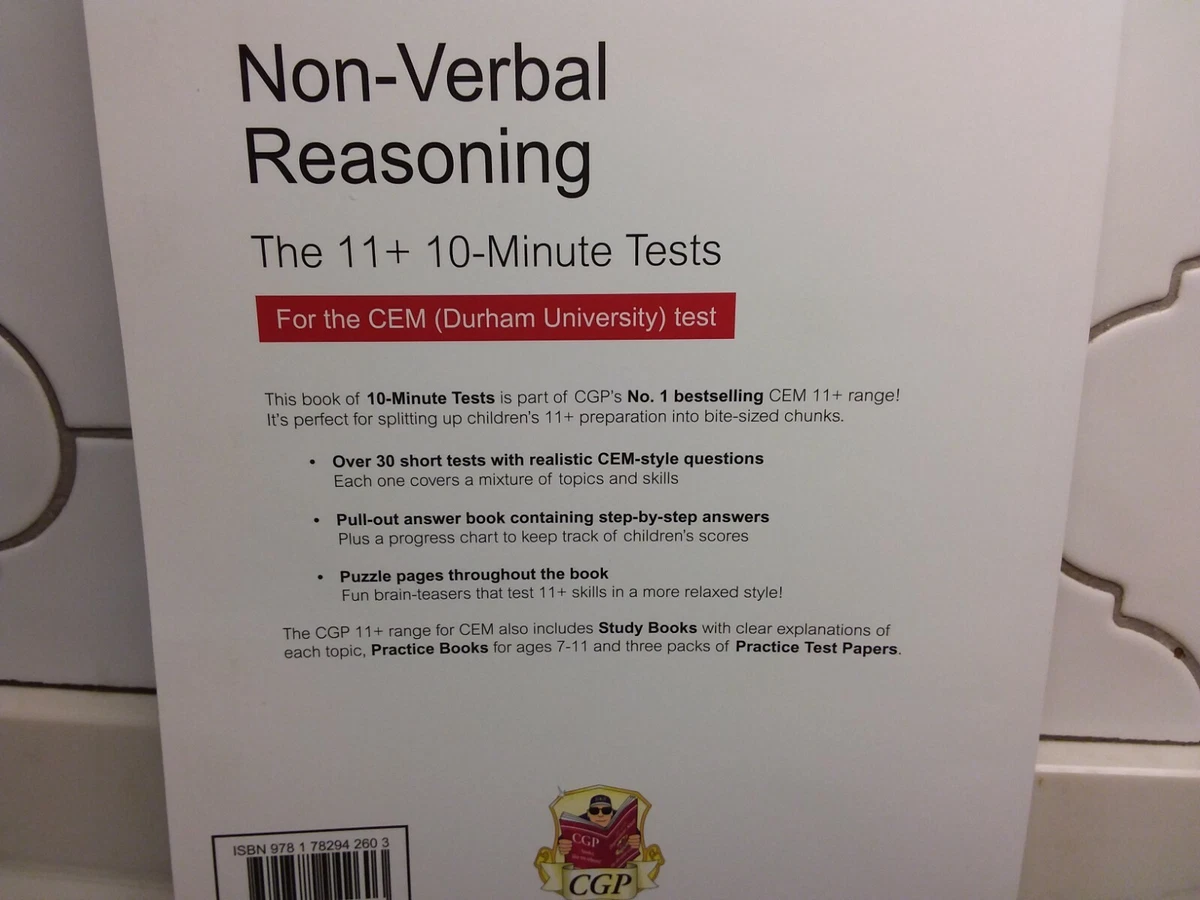 Non-Verbal
Reasoning
The 11+ 10-Minute Tests
For the CEM (Durham University) test
This book of 10-Minute Tests is part of CGP's No. 1 bestselling CEM 11+ range!
It's perfect for splitting up children's 11+ preparation into bite-sized chunks.
• Over 30 short tests with realistic CEM-style questions
Each one covers a mixture of topics and skills
• Pull-out answer book containing step-by-step answers
Plus a progress chart to keep track of children's scores
• Puzzle pages throughout the book
Fun brain-teasers that test 11+ skills in a more relaxed style!
The CGP 11+ range for CEM also includes Study Books with clear explanations of
each topic, Practice Books for ages 7-11 and three packs of Practice Test Papers.
ISBN 978 1 78294 260 3
CGP
CGP